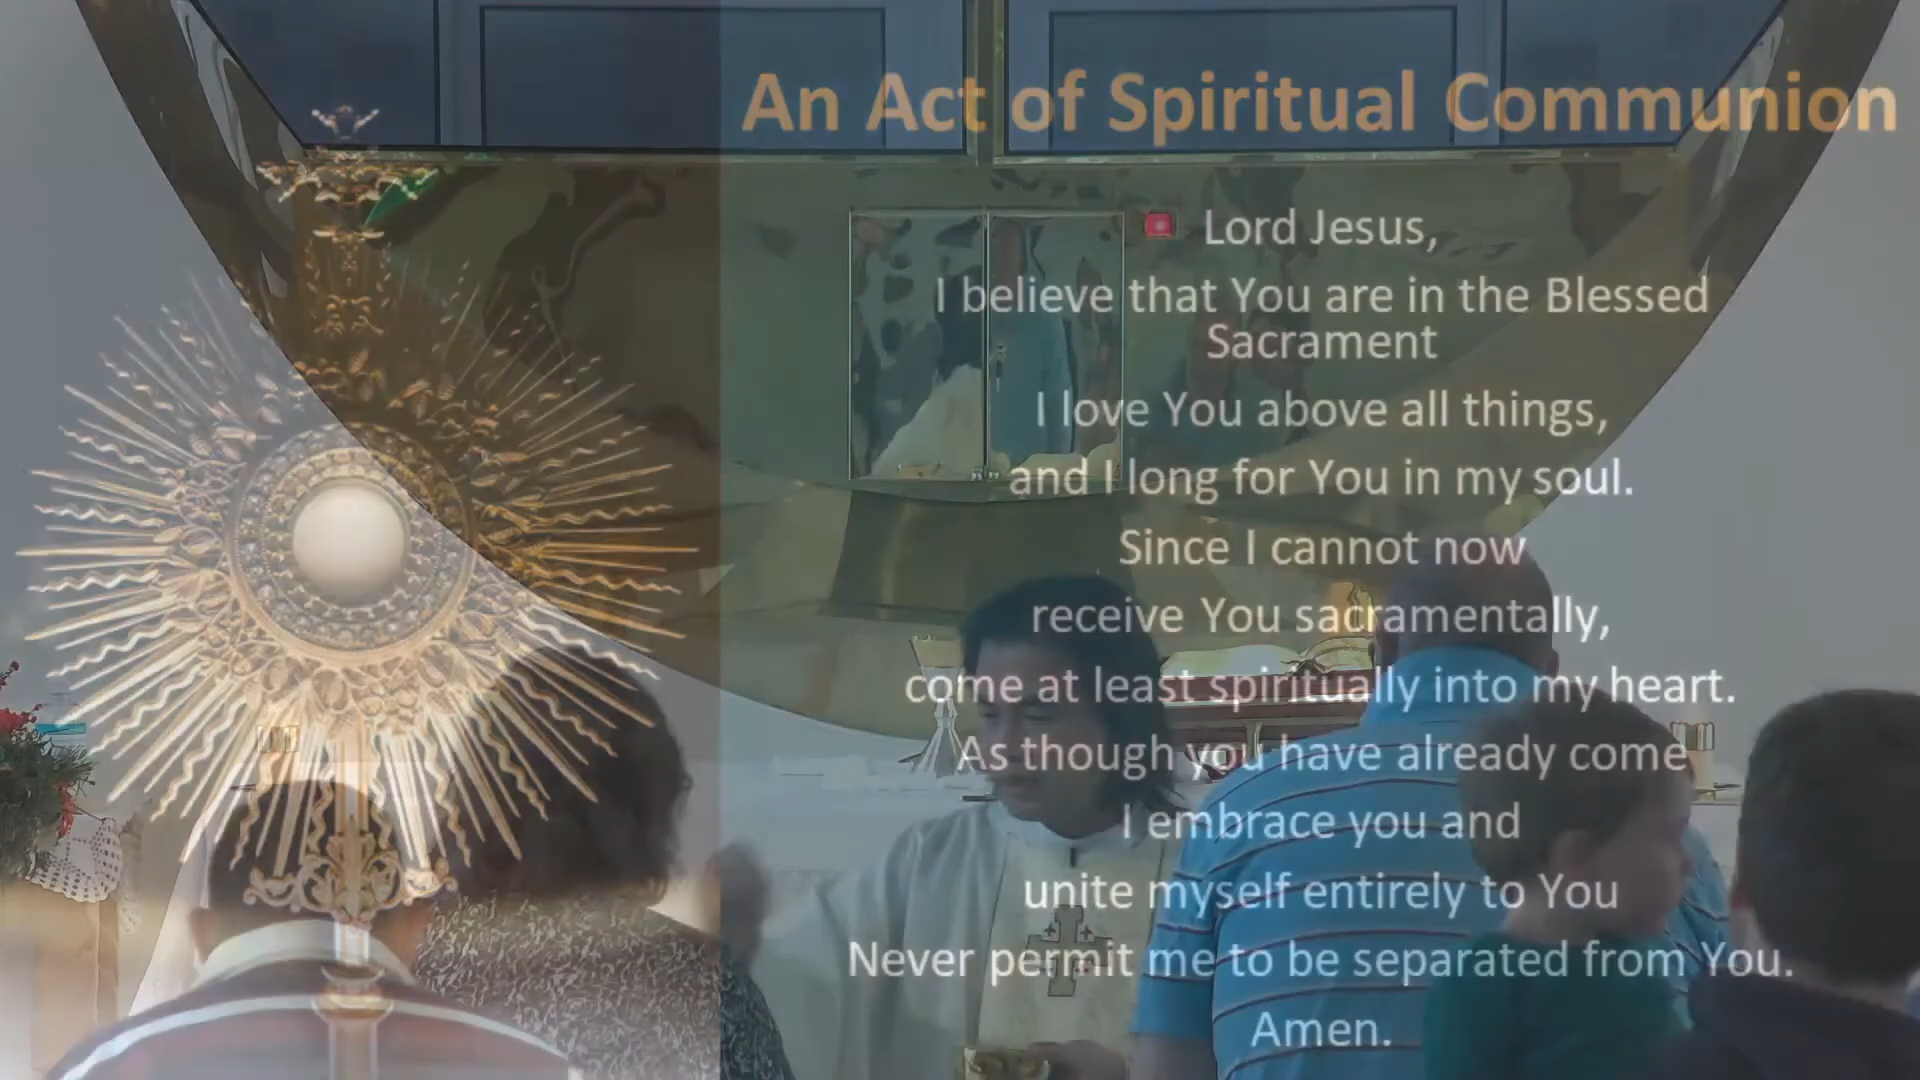 An Act of Spiritual Communion
Lord Jesus,
I believe that You are in the Blessed
Sacrament
I love You above all things,
and I long for You in my soul.
Since I cannot now
receive You sacramentally,
come at least spiritually into my heart.
As though you have already come
I embrace you and
unite myself entirely to You
Never permit me to be separated from You.
Amen.